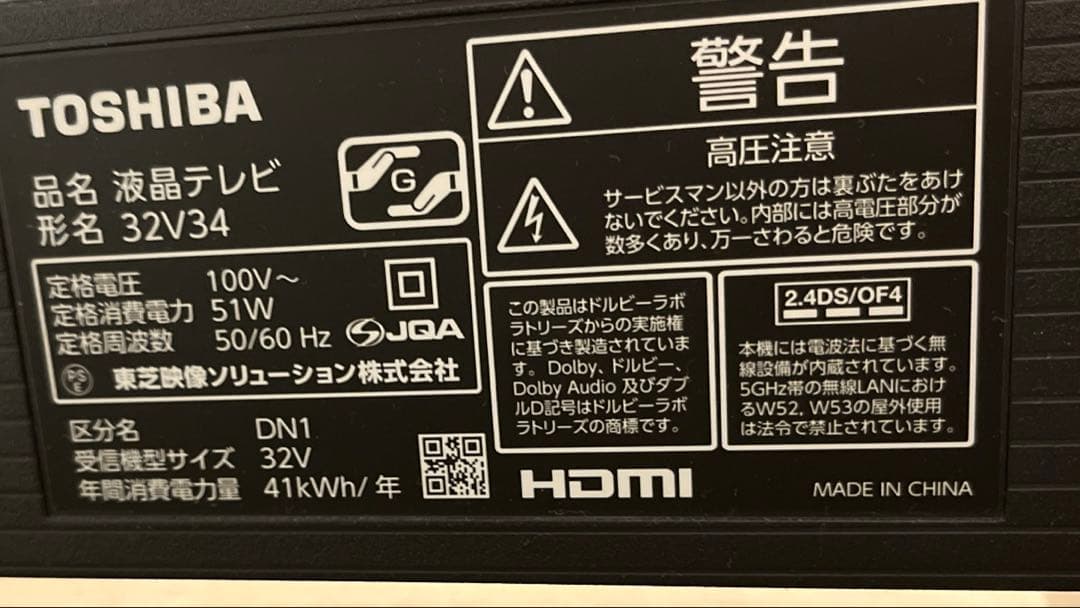 TOSHIBA
品名 液晶テレビ
形名 32V34
G
定格電圧 100V～
定格消費電力 51W
定格周波数 50/60 Hz
JQA
PSE
東芝映像ソリューション株式会社
区分名 DN1
受信機型サイズ 32V
年間消費電力量 41kWh/年
警告
高圧注意
サービスマン以外の方は裏ぶたをあけ
ないでください。内部には高電圧部分が
数多くあり、万一さわると危険です。
この製品はドルビーラボ
ラトリーズからの実施権
に基づき製造されていま
す。Dolby、ドルビー、
Dolby Audio 及びダブ
ルD記号はドルビーラボ
ラトリーズの商標です。
2.4DS/OF4
本機には電波法に基づく無
線設備が内蔵されています。
5GHz帯の無線LANにおけ
るW52, W53の屋外使用
は法令で禁止されています。
HDMI
MADE IN CHINA